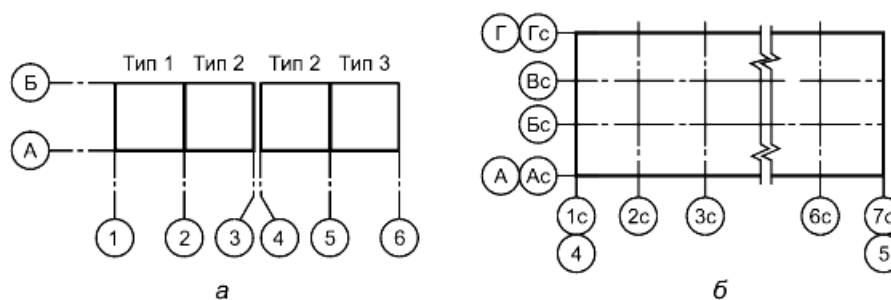 Тип 1 Тип 2 Тип 2 Тип 3
Б
А
1 2 3 4 5 6
а
Г Гс
Вс
Бс
А Ас
1с 2с 3с 6с 7с
4 5
б